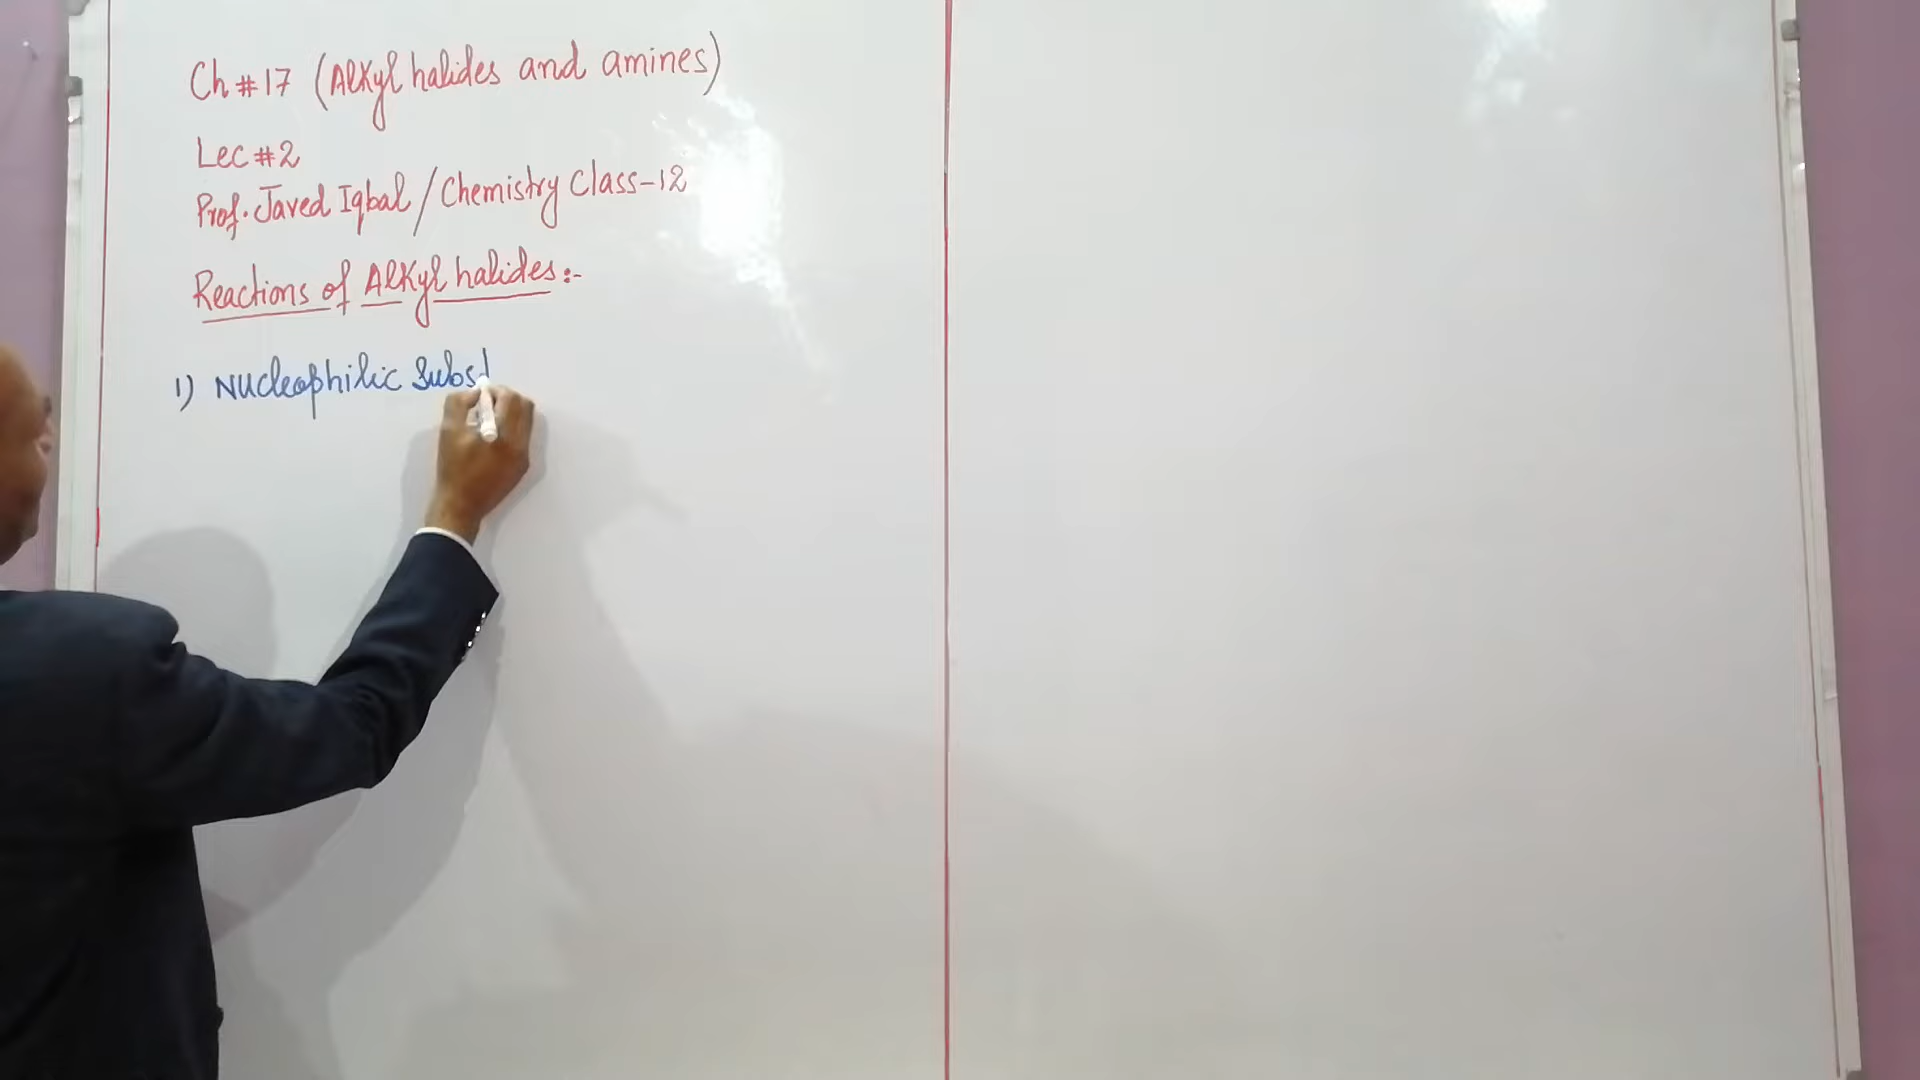 Ch # 17 (Alkyl halides and amines)
Lec # 2
Prof. Javed Iqbal / Chemistry Class-12
Reactions of Alkyl halides :-
1) Nucleophilic Subst